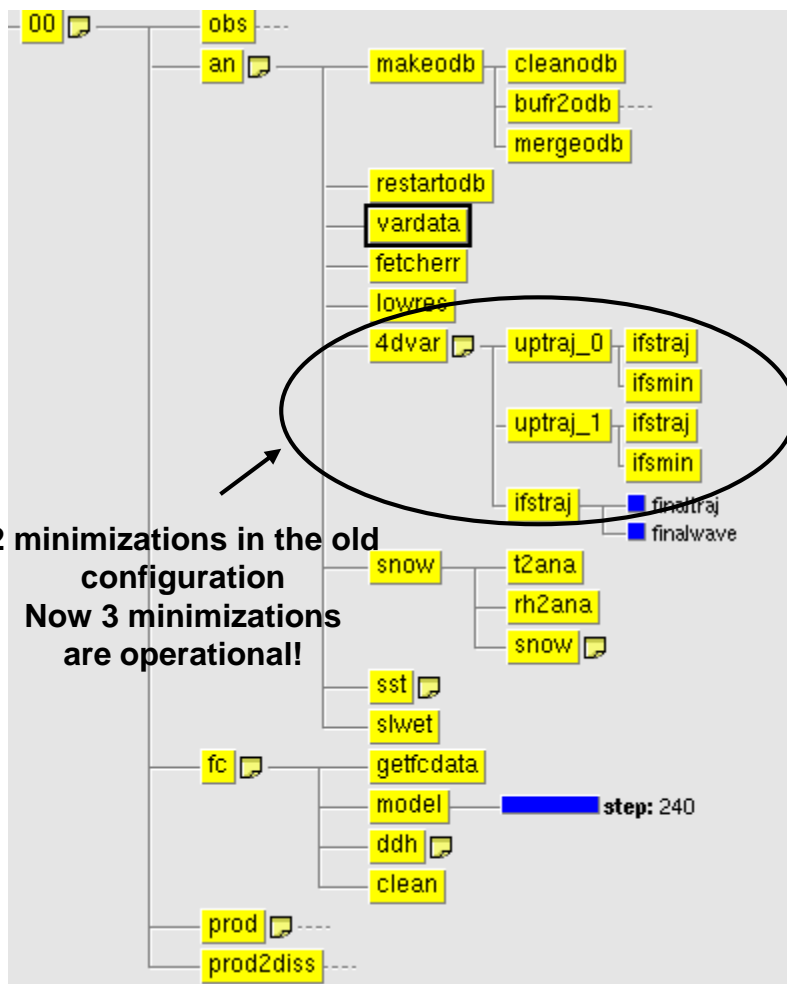 00
obs
an
makeodb
cleanodb
bufr2odb
mergeodb
restartodb
vardata
fetcherr
lowres
4dvar
uptraj_0
ifstraj
ifsmin
uptraj_1
ifstraj
ifsmin
ifstraj
finaltraj
finalwave
2 minimizations in the old
configuration
Now 3 minimizations
are operational!
snow
t2ana
rh2ana
snow
sst
slwet
fc
getfcdata
model
step: 240
ddh
clean
prod
prod2diss